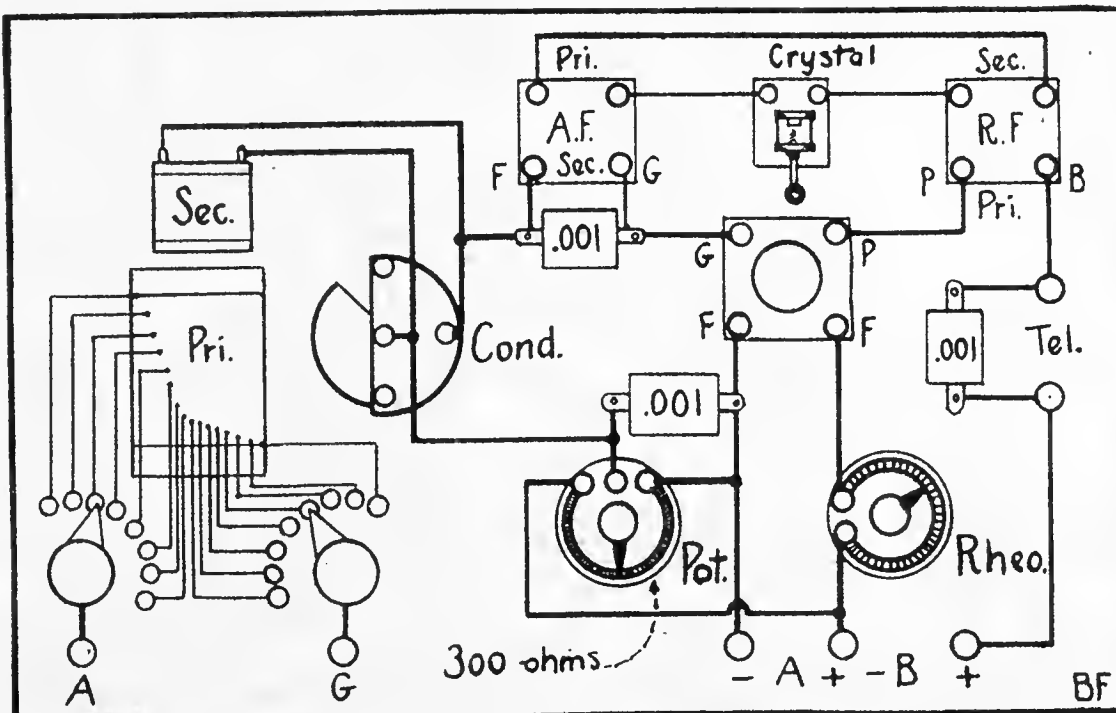 Pri.
Crystal
Sec.
A.F.
R.F
F
Sec.
G
P
B
Pri.
Sec.
.001
G
P
Pri.
Cond.
F
F
.001
Tel.
.001
Pot.
Rheo.
300 ohms
A
G
- A + - B +
BF